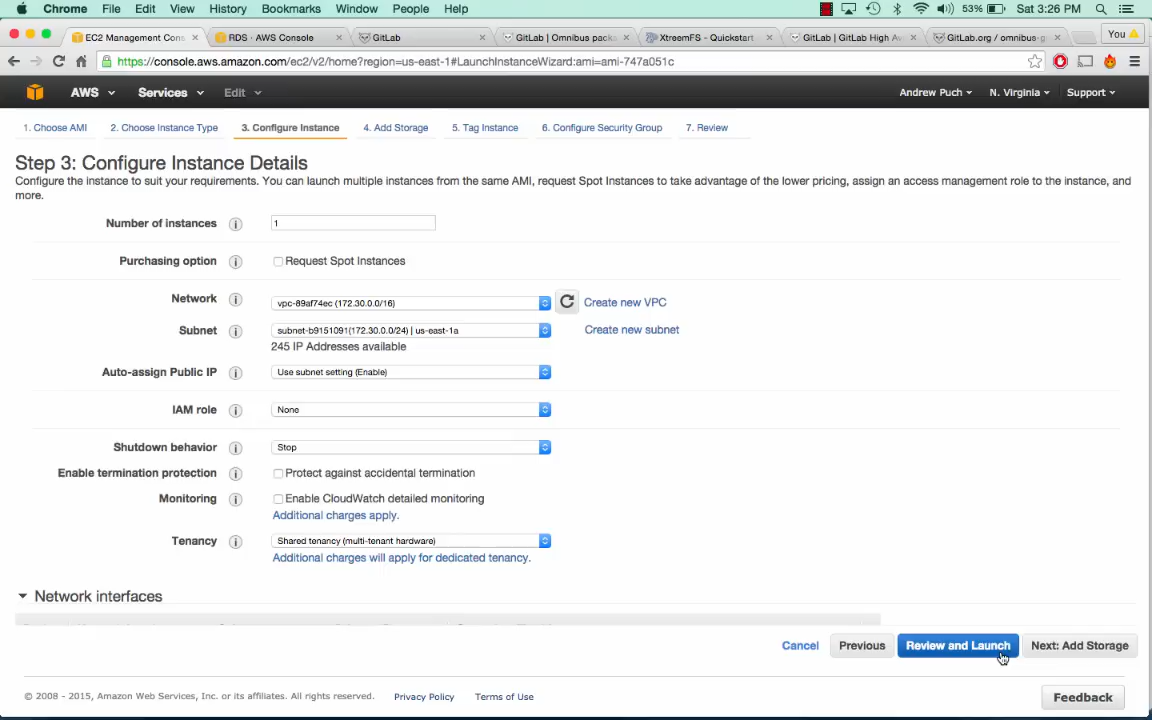 Chrome File Edit View History Bookmarks Window People Help 53% Sat 3:26 PM
EC2 Management Cons × RDS · AWS Console × GitLab × GitLab | Omnibus pack × XtreemFS - Quickstart × GitLab | GitLab High Av × GitLab.org / omnibus-g × You
https://console.aws.amazon.com/ec2/v2/home?region=us-east-1#LaunchInstanceWizard:ami=ami-747a051c
AWS Services Edit Andrew Puch N. Virginia Support
1. Choose AMI 2. Choose Instance Type 3. Configure Instance 4. Add Storage 5. Tag Instance 6. Configure Security Group 7. Review
Step 3: Configure Instance Details
Configure the instance to suit your requirements. You can launch multiple instances from the same AMI, request Spot Instances to take advantage of the lower pricing, assign an access management role to the instance, and
more.
Number of instances 1
Purchasing option Request Spot Instances
Network vpc-89af74ec (172.30.0.0/16) Create new VPC
Subnet subnet-b9151091(172.30.0.0/24) | us-east-1a Create new subnet
245 IP Addresses available
Auto-assign Public IP Use subnet setting (Enable)
IAM role None
Shutdown behavior Stop
Enable termination protection Protect against accidental termination
Monitoring Enable CloudWatch detailed monitoring
Additional charges apply.
Tenancy Shared tenancy (multi-tenant hardware)
Additional charges will apply for dedicated tenancy.
Network interfaces
Cancel Previous Review and Launch Next: Add Storage
© 2008 - 2015, Amazon Web Services, Inc. or its affiliates. All rights reserved. Privacy Policy Terms of Use Feedback